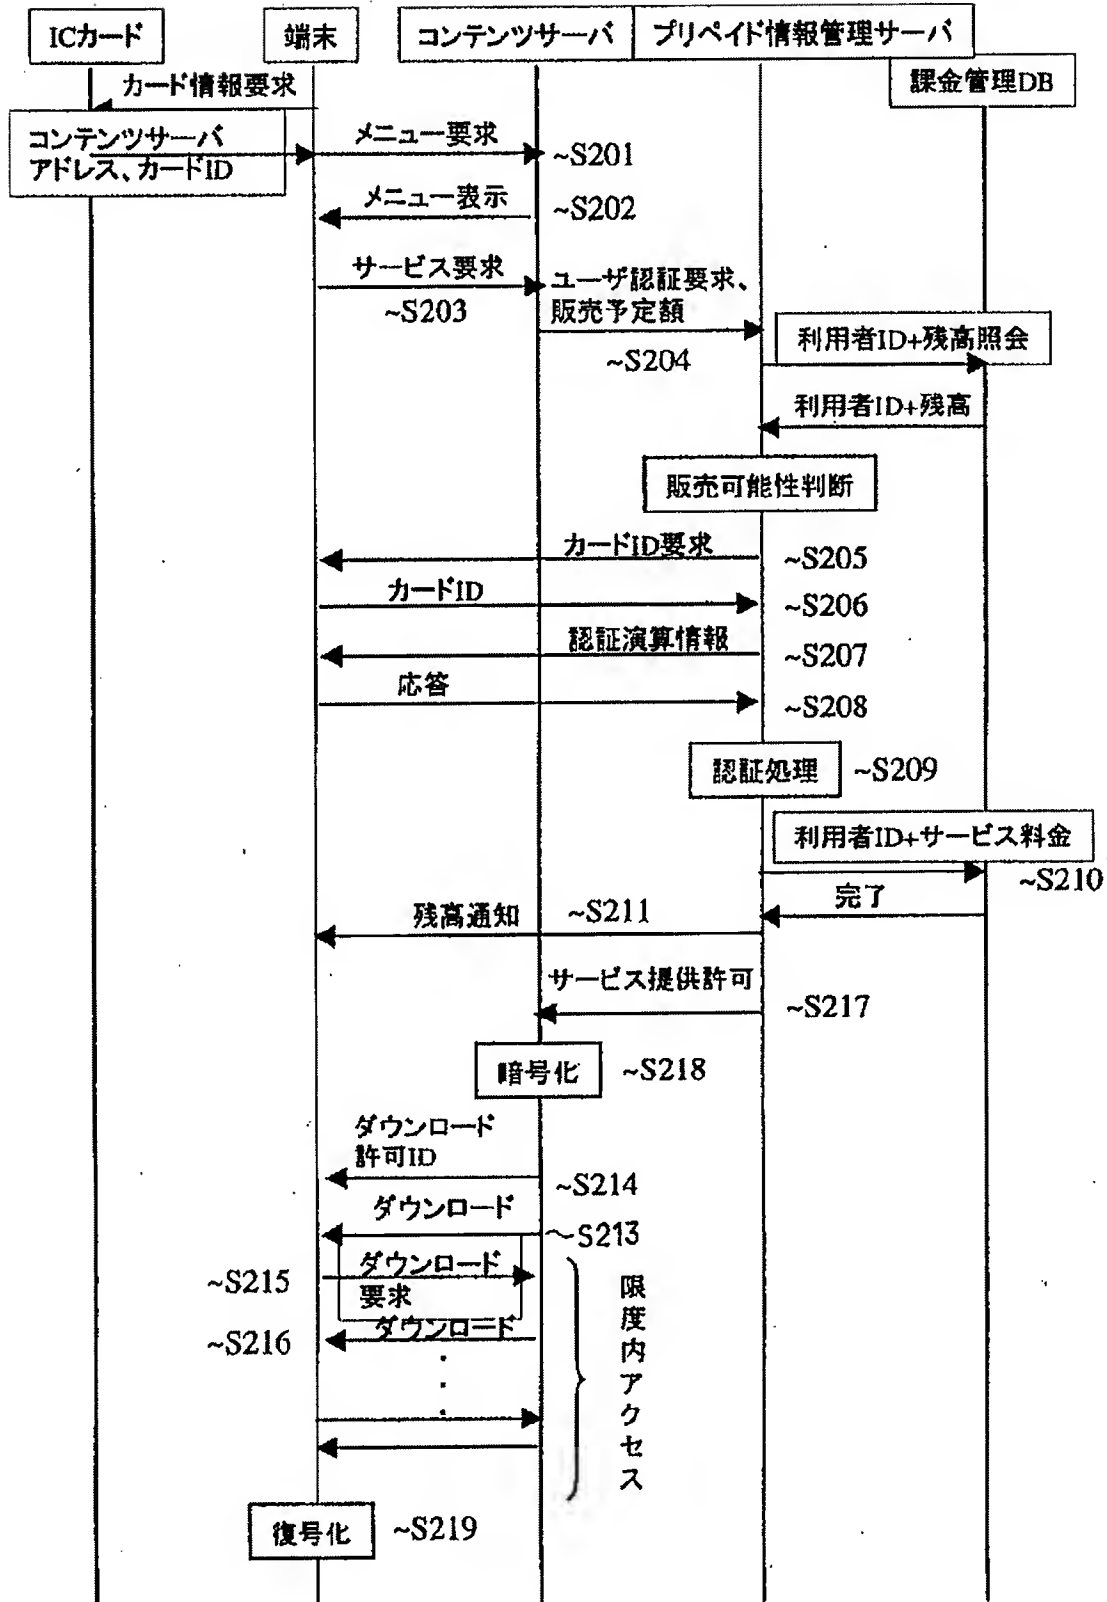 ICカード
端末
コンテンツサーバ
プリペイド情報管理サーバ
課金管理DB
カード情報要求
コンテンツサーバ
アドレス、カードID
メニュー要求
~S201
メニュー表示
~S202
サービス要求
~S203
ユーザ認証要求、
販売予定額
~S204
利用者ID+残高照会
利用者ID+残高
販売可能性判断
カードID要求
~S205
カードID
~S206
認証演算情報
~S207
応答
~S208
認証処理
~S209
利用者ID+サービス料金
~S210
完了
残高通知
~S211
サービス提供許可
~S217
暗号化
~S218
ダウンロード
許可ID
~S214
ダウンロード
~S213
~S215
ダウンロード
要求
~S216
ダウンロード
限度内アクセス
復号化
~S219